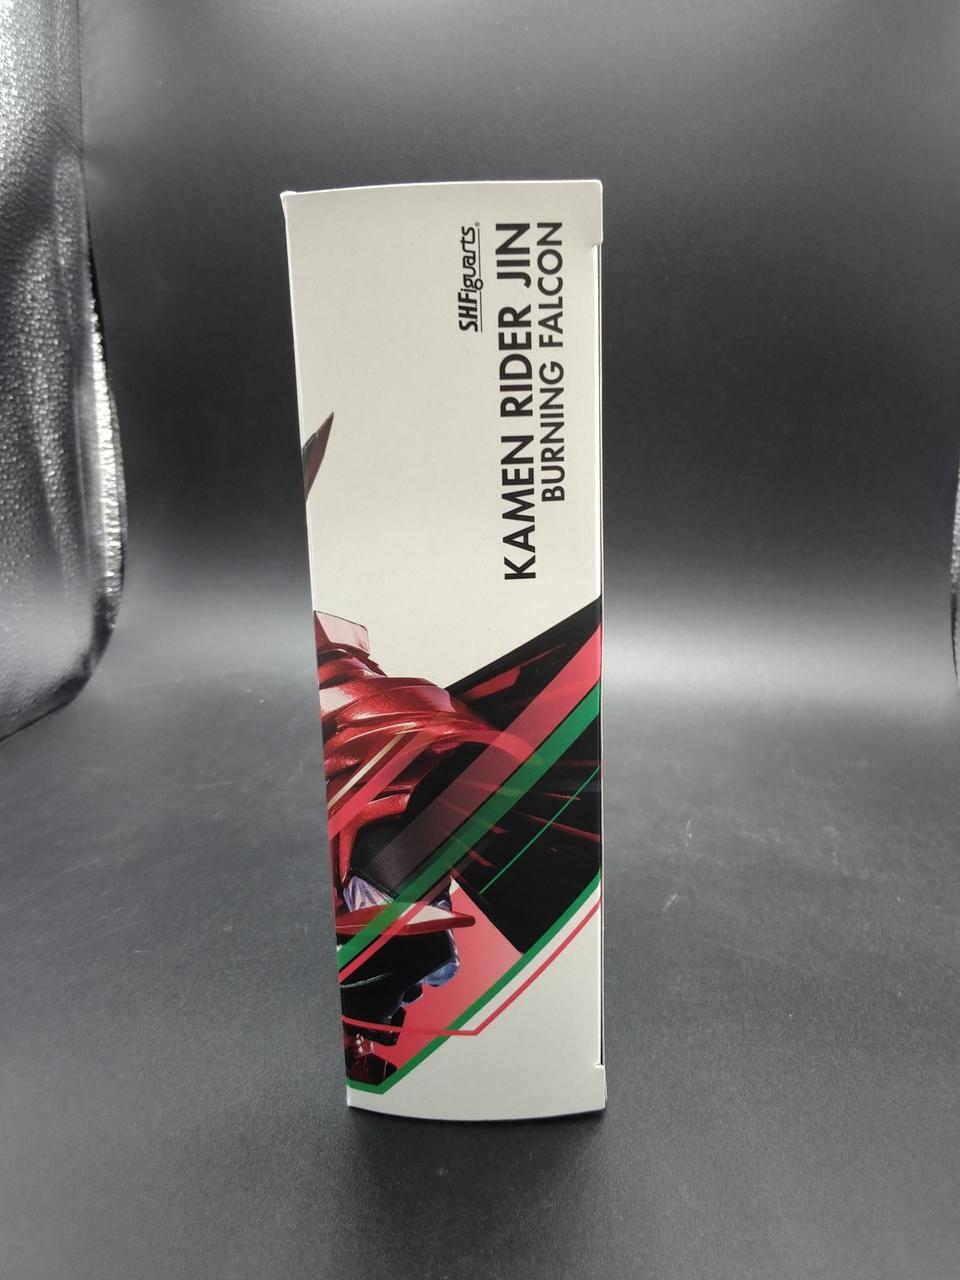 S.H.Figuarts®
KAMEN RIDER JIN
BURNING FALCON